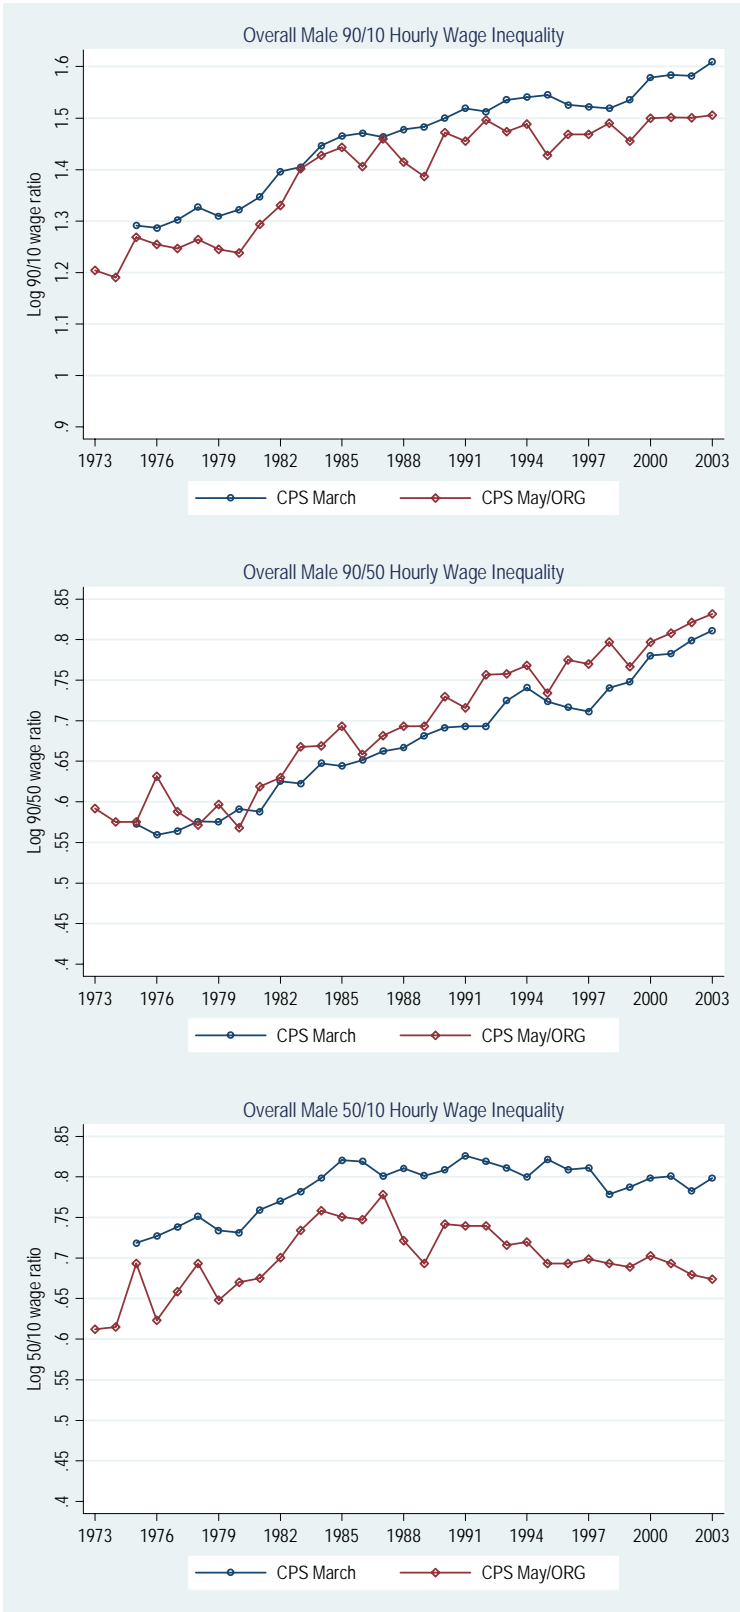 Overall Male 90/10 Hourly Wage Inequality
Log 90/10 wage ratio
1.6
1.5
1.4
1.3
1.2
1.1
1
.9
1973 1976 1979 1982 1985 1988 1991 1994 1997 2000 2003
CPS March CPS May/ORG
Overall Male 90/50 Hourly Wage Inequality
Log 90/50 wage ratio
.85
.8
.75
.7
.65
.6
.55
.5
.45
.4
1973 1976 1979 1982 1985 1988 1991 1994 1997 2000 2003
CPS March CPS May/ORG
Overall Male 50/10 Hourly Wage Inequality
Log 50/10 wage ratio
.85
.8
.75
.7
.65
.6
.55
.5
.45
.4
1973 1976 1979 1982 1985 1988 1991 1994 1997 2000 2003
CPS March CPS May/ORG